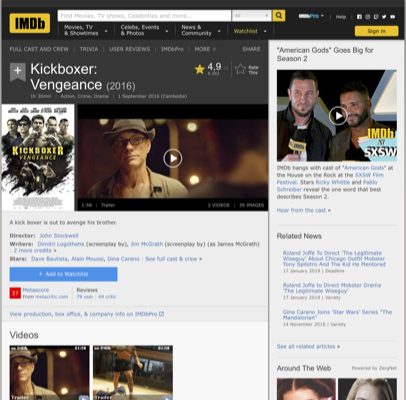 IMDb
Find Movies, TV shows, Celebrities and more...
All
IMDbPro
Help
Movies, TV & Showtimes
Celebs, Events & Photos
News & Community
Watchlist
Sign in
FULL CAST AND CREW | TRIVIA | USER REVIEWS | IMDbPro | MORE
SHARE
Kickboxer: Vengeance (2016)
4,9
Rate This
1h 30min | Action, Crime, Drama | 1 September 2016 (Cambodia)
KICKBOXER
VENGEANCE
1:58 | Trailer
2 VIDEOS | 39 IMAGES
A kick boxer is out to avenge his brother.
Director: John Stockwell
Writers: Dimitri Logothetis (screenplay by), Jim McGrath (screenplay by) (as James McGrath)
| 2 more credits »
Stars: Dave Bautista, Alain Moussi, Gina Carano | See full cast & crew »
+ Add to Watchlist
37
Metascore
From metacritic.com
Reviews
79 user | 69 critic
View production, box office, & company info on IMDbPro
Videos
Trailer
Trailer
"American Gods" Goes Big for Season 2
IMDb
at
SXSW
IMDb hangs with cast of "American Gods" at the House on the Rock at the SXSW Film Festival. Stars Ricky Whittle and Pablo Schreiber reveal the one word that best describes Season 2.
Hear from the cast »
Related News
Roland Joffé To Direct 'The Legitimate Wiseguy' About Chicago Outfit Mobster Tony Spilotro And The Kid He Mentored
17 January 2019 | Deadline
Roland Joffe to Direct Mobster Drama 'The Legitimate Wiseguy'
17 January 2019 | Variety
Gina Carano Joins 'Star Wars' Series "The Mandalorian"
14 November 2018 | Variety
See all related articles »
Around The Web
Powered by ZergNet